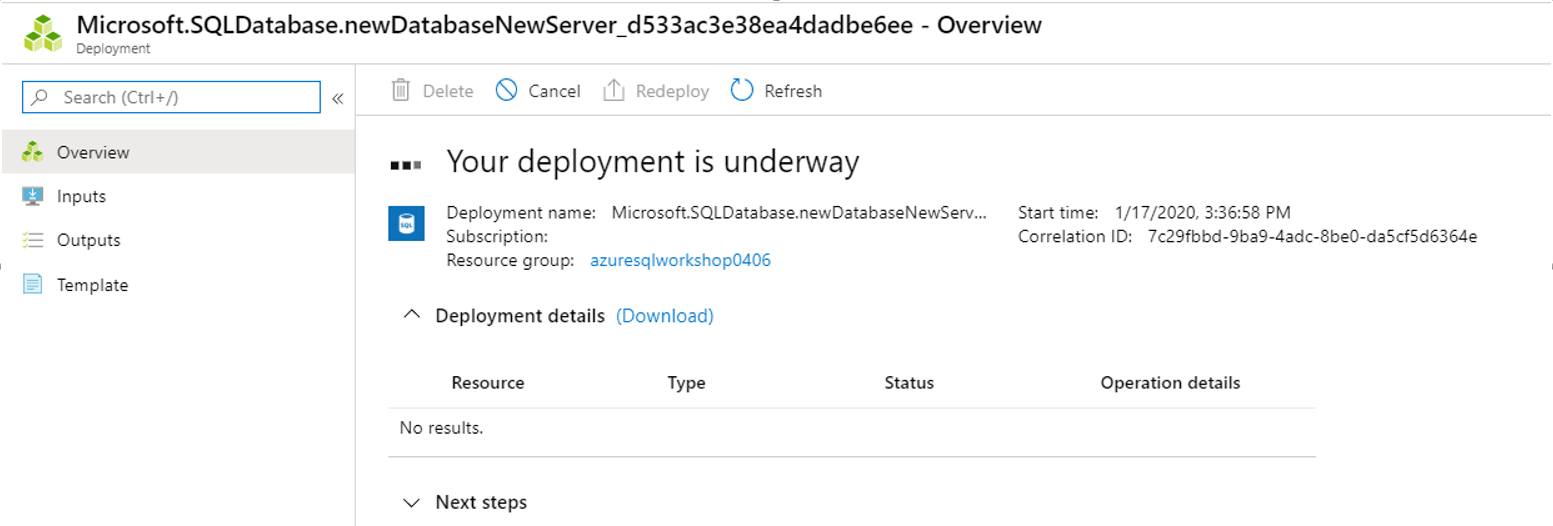 Microsoft.SQLDatabase.newDatabaseNewServer_d533ac3e38ea4dadbe6ee - Overview
Deployment
Search (Ctrl+/)
«
Delete
Cancel
Redeploy
Refresh
Overview
Inputs
Outputs
Template
Your deployment is underway
SQL
Deployment name: Microsoft.SQLDatabase.newDatabaseNewServ...
Start time: 1/17/2020, 3:36:58 PM
Subscription:
Correlation ID: 7c29fbbd-9ba9-4adc-8be0-da5cf5d6364e
Resource group: azuresqlworkshop0406
Deployment details (Download)
Resource Type Status Operation details
No results.
Next steps